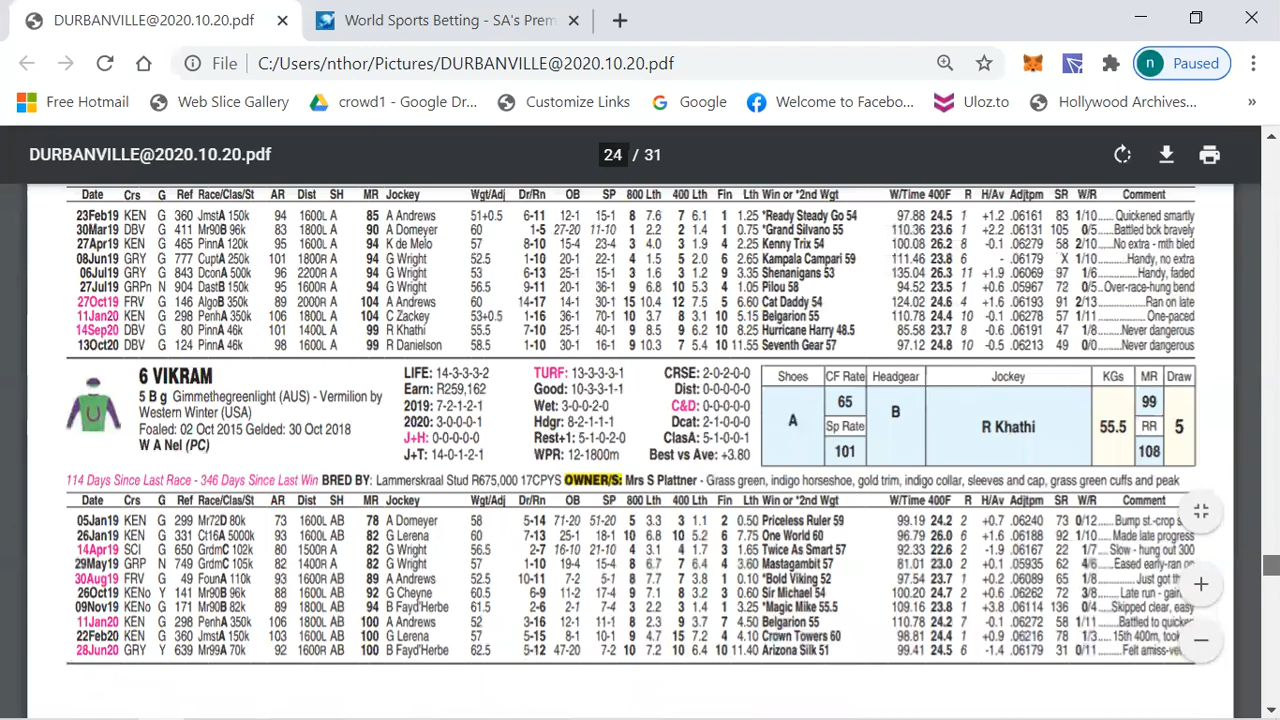 DURBANVILLE@2020.10.20.pdf
World Sports Betting - SA's Prem
File C:/Users/nthor/Pictures/DURBANVILLE@2020.10.20.pdf
n Paused
Free Hotmail Web Slice Gallery crowd1 - Google Dr... Customize Links Google Welcome to Facebo... Uloz.to Hollywood Archives... »
DURBANVILLE@2020.10.20.pdf 24 / 31
Date Crs G Ref Race/Clas/St AR Dist SH MR Jockey Wgt/Adj Dr/Rn OB SP 800 Lth 400 Lth Fin Lth Win or *2nd Wgt W/Time 400F R H/Av Adjtpm SR W/R Comment
23Feb19 KEN G 360 JmstA 150k 94 1600L A 85 A Andrews 51+0.5 6-11 12-1 15-1 8 7.6 7 6.1 1 1.25 *Ready Steady Go 54 97.88 24.5 1 +1.2 .06161 83 1/10 ...... Quickened smartly
30Mar19 DBV G 411 Mr90B 96k 83 1800L A 90 A Domeyer 57 1-5 27-20 11-10 1 2.2 2 1.4 1 0.75 *Grand Silvano 55 110.36 23.6 1 +2.2 .06131 105 0/5 Battled bck bravely
27Apr19 KEN G 465 PinnA 120k 95 1600L A 94 K de Melo 57 8-10 15-4 23-4 3 4.0 3 1.9 4 2.25 Kenny Trix 54 100.08 26.2 8 -0.1 .06279 58 2/10 No extra - mth bled
08Jun19 GRY G 777 CuptA 250k 101 1800R A 94 G Wright 52.5 10-11 20-1 22-1 4 1.5 5 2.0 6 2.65 Kampala Campari 59 111.46 23.8 6 - .06179 X 1/6 ..... Handy, no extra
06Jul19 GRY G 823 DconA 500k 96 2200R A 94 G Wright 53 6-13 25-1 15-1 3 1.6 3 1.2 9 3.35 Shenanigans 53 135.04 26.3 11 +1.9 .06069 97 1/6 ........ Handy, faded
27Jul19 GRPn N 904 DastB 150k 95 1600L A 94 G Wright 56.5 9-11 20-1 36-1 9 6.8 10 5.3 4 1.05 Pilou 58 94.52 23.5 1 +0.6 .05967 72 0/5 Over-race-hung bend
27Oct19 FRV G 146 AlgoB 350k 89 2000R A 104 A Andrews 60 14-17 14-1 30-1 15 10.4 12 7.5 5 6.60 Cat Daddy 54 124.02 24.6 4 +1.6 .06193 91 2/13 ......... Ran on late
11Jan20 KEN G 298 PenhA 350k 106 1800L A 104 C Zackey 53+0.5 1-16 36-1 70-1 10 3.7 8 3.1 10 5.15 Belgarion 55 110.78 24.4 10 -0.1 .06278 57 1/11 .......... One-paced
14Sep20 DBV G 80 PinnA 46k 101 1400L A 99 R Khathi 55.5 7-10 25-1 40-1 9 8.5 9 6.2 10 8.25 Hurricane Harry 48.5 85.58 23.7 8 -0.6 .06191 47 1/8 .... Never dangerous
13Oct20 DBV G 124 PinnA 46k 98 1600L A 99 R Danielson 58.5 1-10 30-1 16-1 9 10.3 7 5.4 10 11.55 Seventh Gear 57 97.12 24.8 10 -0.5 .06213 49 0/0 .... Never dangerous
6 VIKRAM
5 B g Gimmethegreenlight (AUS) - Vermilion by
Western Winter (USA)
Foaled: 02 Oct 2015 Gelded: 30 Oct 2018
W A Nel (PC)
LIFE: 14-3-3-3-2 TURF: 13-3-3-3-1 CRSE: 2-0-2-0-0
Earn: R259,162 Good: 10-3-3-1-1 Dist: 0-0-0-0-0
2019: 7-2-1-2-1 Wet: 3-0-0-2-0 C&D: 0-0-0-0-0
2020: 3-0-0-0-1 Hdgr: 8-2-1-1-1 Dcat: 2-1-0-0-0
J+H: 0-0-0-0-0 Rest+1: 5-1-0-2-0 ClasA: 5-1-0-0-1
J+T: 14-0-1-2-1 WPR: 12-1800m Best vs Ave: +3.80
Shoes CF Rate Headgear Jockey KGs MR Draw
A 65 B R Khathi 55.5 99 5
Sp Rate RR
101 108
114 Days Since Last Race - 346 Days Since Last Win BRED BY: Lammerskraal Stud R675,000 17CPYS OWNER/S: Mrs S Plattner - Grass green, indigo horseshoe, gold trim, indigo collar, sleeves and cap, grass green cuffs and peak
Date Crs G Ref Race/Clas/St AR Dist SH MR Jockey Wgt/Adj Dr/Rn OB SP 800 Lth 400 Lth Fin Lth Win or *2nd Wgt W/Time 400F R H/Av Adjtpm SR W/R Comment
05Jan19 KEN G 299 Mr72D 80k 73 1600L AB 78 A Domeyer 58 5-14 71-20 51-20 5 3.3 3 1.1 2 0.50 Priceless Ruler 59 99.19 24.2 2 +0.7 .06240 73 0/12 .. Bump st.-crop s
26Jan19 KEN G 331 Ct16A 5000k 1600L AB 82 G Lerena 60 7-13 25-1 18-1 10 6.8 10 5.2 6 7.75 One World 60 96.79 26.0 6 +1.6 .06188 92 1/10 .. Made late progress
14Apr19 SCI G 650 GrdmC 102k 80 1500R A 82 G Wright 56.5 2-7 16-10 21-10 4 3.1 4 1.7 3 1.65 Twice As Smart 57 92.33 22.6 2 -1.9 .06167 22 1/7 Slow - hung out 300
29May19 GRP N 749 GrdmC 105k 82 1400R A 82 G Wright 56.5 4-8 19-4 15-4 8 6.7 7 6.4 4 3.60 Mastagambit 57 81.01 23.0 2 +0.1 .05935 62 4/6 Eased early-ran on
30Aug19 FRV G 49 FounA 110k 93 1600R AB 89 A Andrews 52.5 10-11 7-2 5-1 8 7.7 7 3.8 1 0.10 *Bold Viking 52 97.54 23.7 1 +0.2 .06089 65 1/8 ......... Just got th
26Oct19 KENo Y 141 Mr90B 96k 93 1600R AB 92 G Cheyne 60.5 6-9 11-2 17-4 9 7.1 8 3.2 3 0.60 Sir Michael 54 100.20 24.7 2 +0.6 .06262 72 3/8 ...... Late run - gain
09Nov19 KENo G 171 Mr90B 82k 89 1800R AB 94 B Fayd'Herbe 61.5 2-6 2-1 7-4 3 2.2 3 1.4 1 3.25 *Magic Mike 55.5 109.16 23.8 1 +3.8 .06114 136 0/4 ... Skipped clear, easy
11Jan20 KEN G 298 PenhA 350k 106 1800L AB 100 A Andrews 52 3-16 12-1 11-1 8 2.3 9 3.7 7 4.50 Belgarion 55 110.78 24.2 7 -0.1 .06272 58 1/11 ...... Battled to quicken
22Feb20 KEN G 360 JmstA 150k 103 1600L AB 100 G Lerena 57 5-15 8-1 10-1 9 4.7 15 7.2 4 4.10 Crown Towers 60 98.81 24.4 1 +0.9 .06216 78 1/3 .... 15th 400m, took
28Jun20 GRY Y 639 Mr99A 70k 92 1600R AB 100 B Fayd'Herbe 62.5 5-12 47-20 7-2 10 7.2 10 6.4 10 11.40 Arizona Silk 51 99.41 24.5 6 -1.4 .06179 31 0/11 ....... Felt amiss-ve